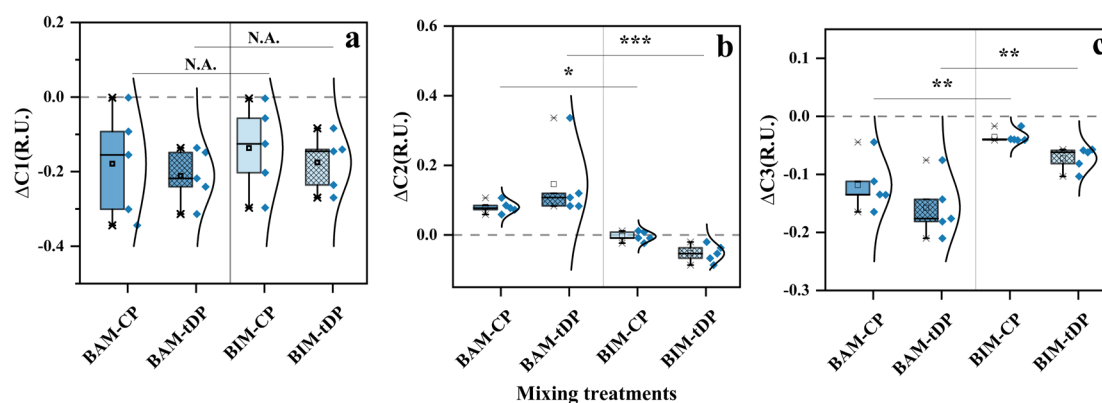 a
0.2
0.0
-0.2
-0.4
ΔC1(R.U.)
N.A.
N.A.
BAM-CP
BAM-tDP
BIM-CP
BIM-tDP
b
0.6
0.4
0.2
0.0
ΔC2(R.U.)
***
*
BAM-CP
BAM-tDP
BIM-CP
BIM-tDP
c
0.1
-0.0
-0.1
-0.2
-0.3
ΔC3(R.U.)
**
**
BAM-CP
BAM-tDP
BIM-CP
BIM-tDP
Mixing treatments